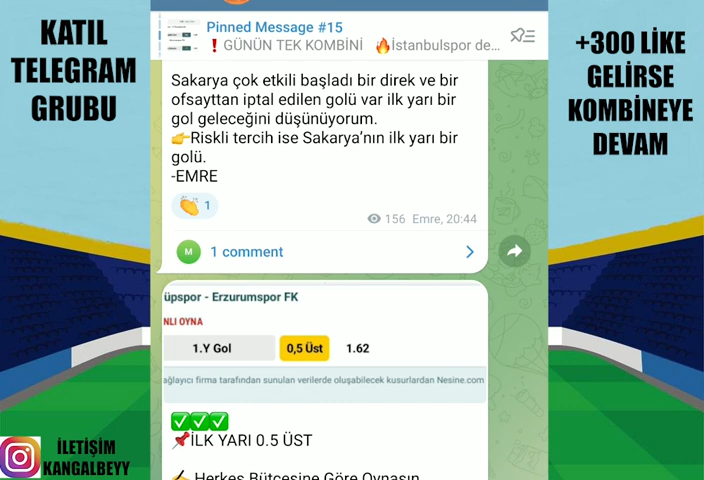 KATIL
TELEGRAM
GRUBU
Pinned Message #15
❗ GÜNÜN TEK KOMBİNİ 🔥İstanbulspor de…
+300 LİKE
GELİRSE
KOMBİNEYE
DEVAM
Sakarya çok etkili başladı bir direk ve bir
ofsayttan iptal edilen golü var ilk yarı bir
gol geleceğini düşünüyorum.
👉Riskli tercih ise Sakarya’nın ilk yarı bir
golü.
-EMRE
👏 1
156 Emre, 20:44
M 1 comment
üpspor - Erzurumspor FK
NLI OYNA
1.Y Gol 0,5 Üst 1.62
ağlayıcı firma tarafından sunulan verilerde oluşabilecek kusurlardan Nesine.com
✅✅✅
📌İLK YARI 0.5 ÜST
✍ Herkes Bütçesine Göre Oynasın
İLETİŞİM
KANGALBEYY